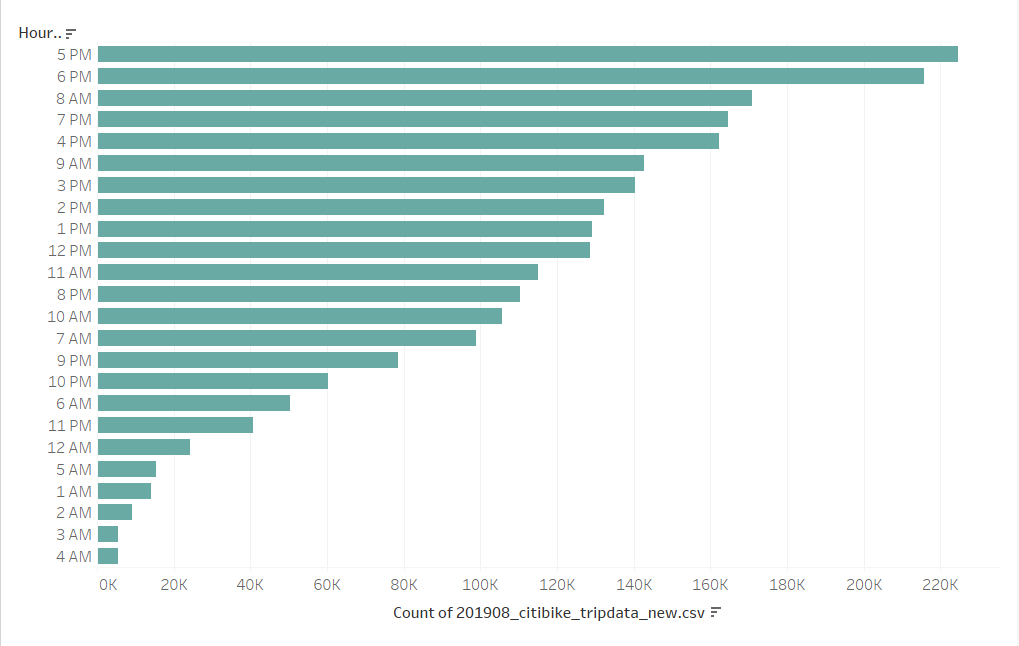 Hour..
5 PM
6 PM
8 AM
7 PM
4 PM
9 AM
3 PM
2 PM
1 PM
12 PM
11 AM
8 PM
10 AM
7 AM
9 PM
10 PM
6 AM
11 PM
12 AM
5 AM
1 AM
2 AM
3 AM
4 AM
0K 20K 40K 60K 80K 100K 120K 140K 160K 180K 200K 220K
Count of 201908_citibike_tripdata_new.csv